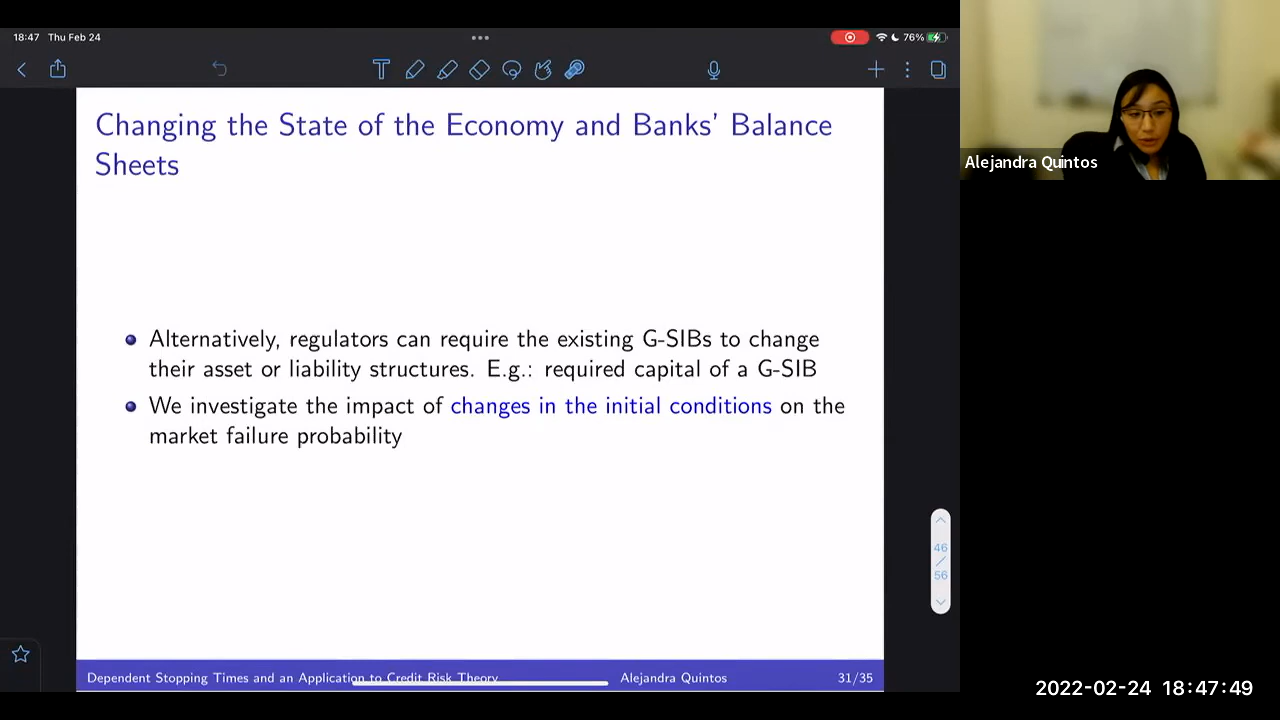 18:47 Thu Feb 24
76%
Changing the State of the Economy and Banks' Balance
Sheets
Alejandra Quintos
Alternatively, regulators can require the existing G-SIBs to change
their asset or liability structures. E.g.: required capital of a G-SIB
We investigate the impact of changes in the initial conditions on the
market failure probability
46
/
56
Dependent Stopping Times and an Application to Credit Risk Theory Alejandra Quintos 31/35
2022-02-24 18:47:49